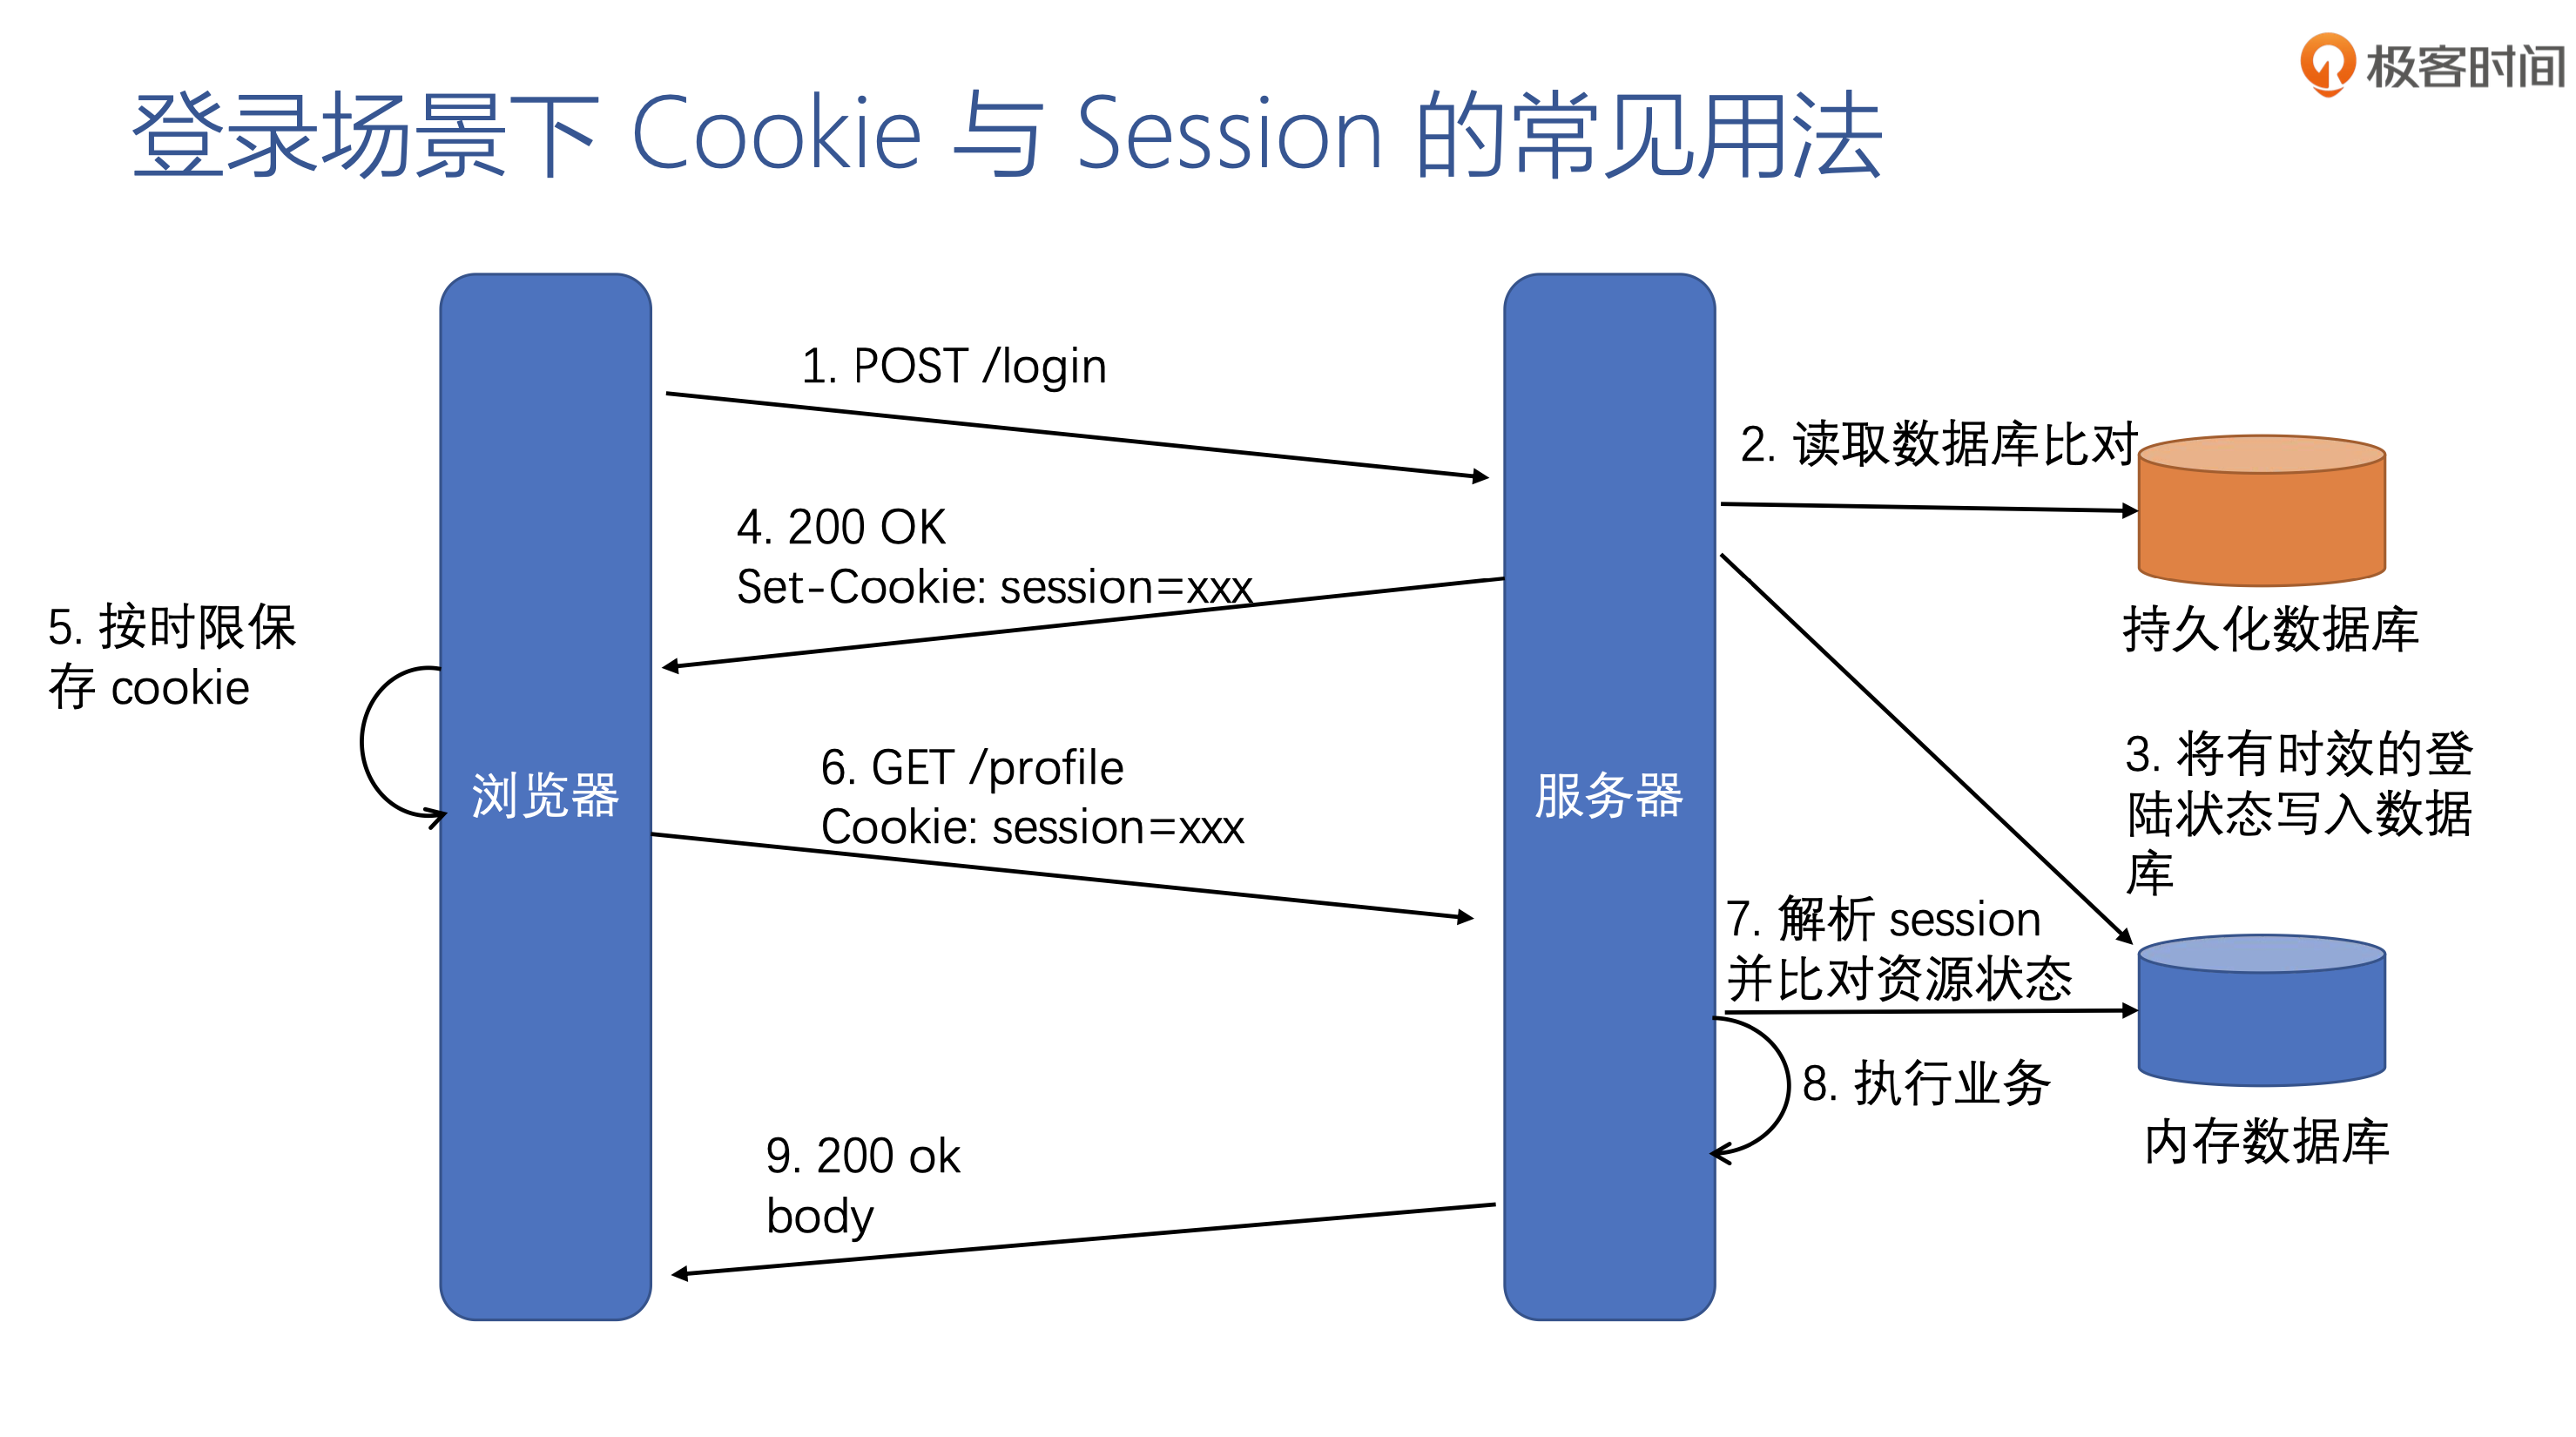 极客时间
登录场景下 Cookie 与 Session 的常见用法
1. POST /login
2. 读取数据库比对
4. 200 OK
Set-Cookie: session=xxx
持久化数据库
5. 按时限保
存 cookie
3. 将有时效的登
陆状态写入数据
库
6. GET /profile
Cookie: session=xxx
浏览器
服务器
7. 解析 session
并比对资源状态
8. 执行业务
内存数据库
9. 200 ok
body